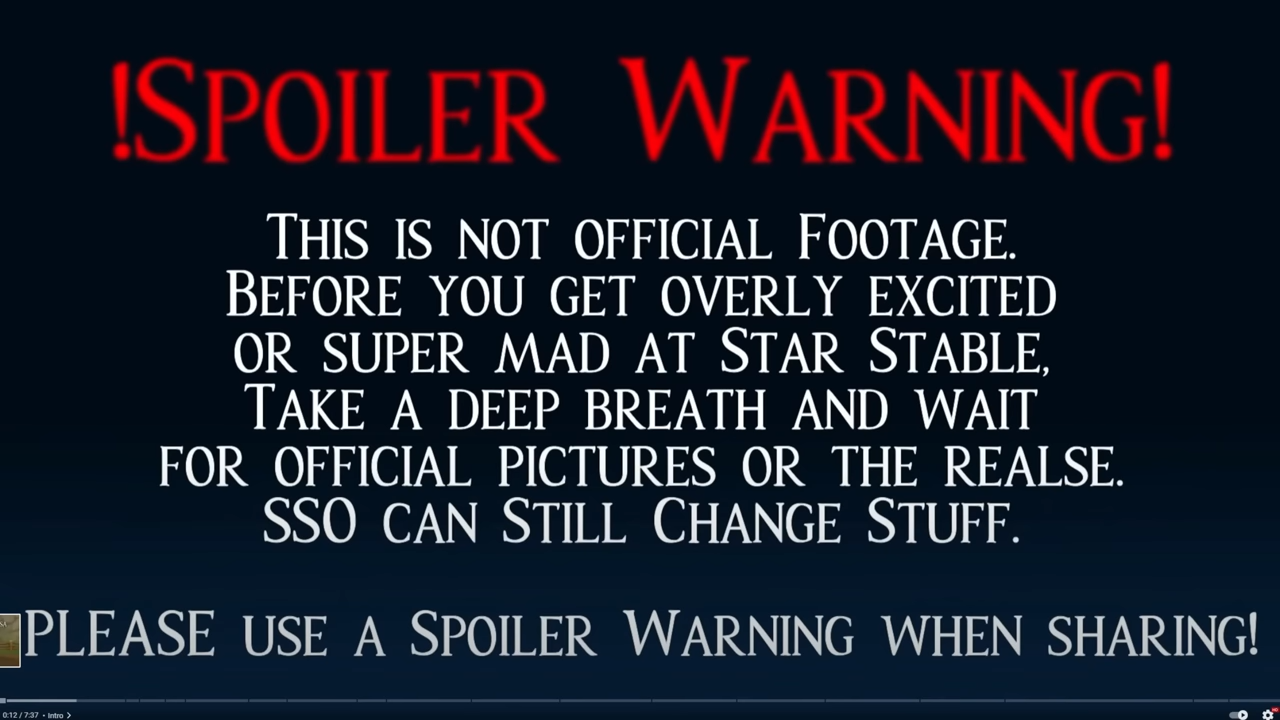 !Spoiler Warning!
This is not official Footage.
Before you get overly excited
or super mad at Star Stable,
Take a deep breath and wait
for official pictures or the realse.
SSO can Still Change Stuff.
PLEASE use a Spoiler Warning when sharing!
0:12 / 7:37 • Intro >
HD